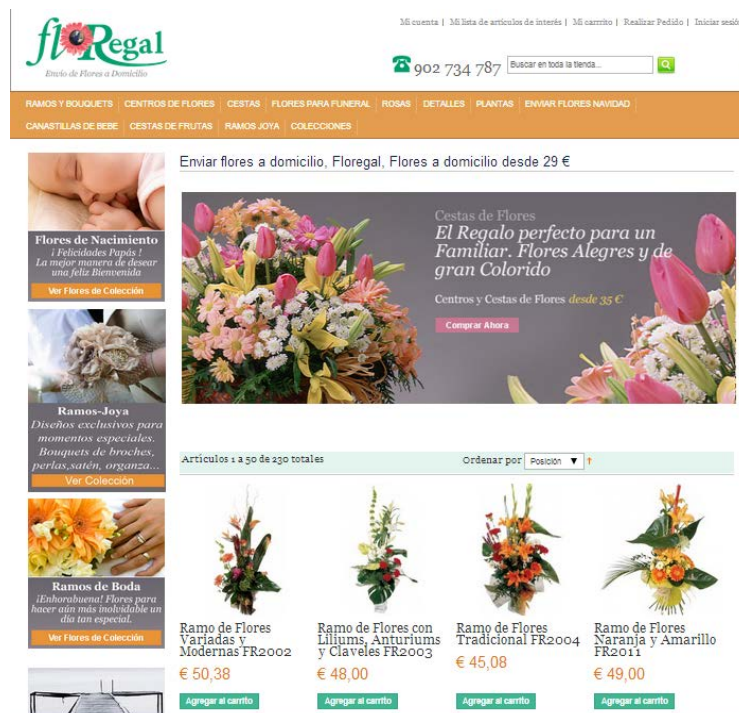 floRegal
Envio de Flores a Domicilio
Mi cuenta | Mi lista de artículos de interés | Mi carrrito | Realizar Pedido | Iniciar sesió
902 734 787
Buscar en toda la tienda...
RAMOS Y BOUQUETS CENTROS DE FLORES CESTAS FLORES PARA FUNERAL ROSAS DETALLES PLANTAS ENVIAR FLORES NAVIDAD
CANASTILLAS DE BEBE CESTAS DE FRUTAS RAMOS JOYA COLECCIONES
Flores de Nacimiento
¡ Felicidades Papás !
La mejor manera de desear
una feliz Bienvenida
Ver Flores de Colección
Ramos-Joya
Diseños exclusivos para
momentos especiales.
Bouquets de broches,
perlas,satén, organza...
Ver Colección
Ramos de Boda
¡Enhorabuena! Flores para
hacer aún más inolvidable un
día tan especial.
Ver Flores de Colección
Enviar flores a domicilio, Floregal, Flores a domicilio desde 29 €
Cestas de Flores
El Regalo perfecto para un
Familiar. Flores Alegres y de
gran Colorido
Centros y Cestas de Flores desde 35 €
Comprar Ahora
Artículos 1 a 50 de 230 totales
Ordenar por Posición
Ramo de Flores
Variadas y
Modernas FR2002
€ 50,38
Agregar al carrito
Ramo de Flores con
Liliums, Anturiums
y Claveles FR2003
€ 48,00
Agregar al carrito
Ramo de Flores
Tradicional FR2004
€ 45,08
Agregar al carrito
Ramo de Flores
Naranja y Amarillo
FR2011
€ 49,00
Agregar al carrito